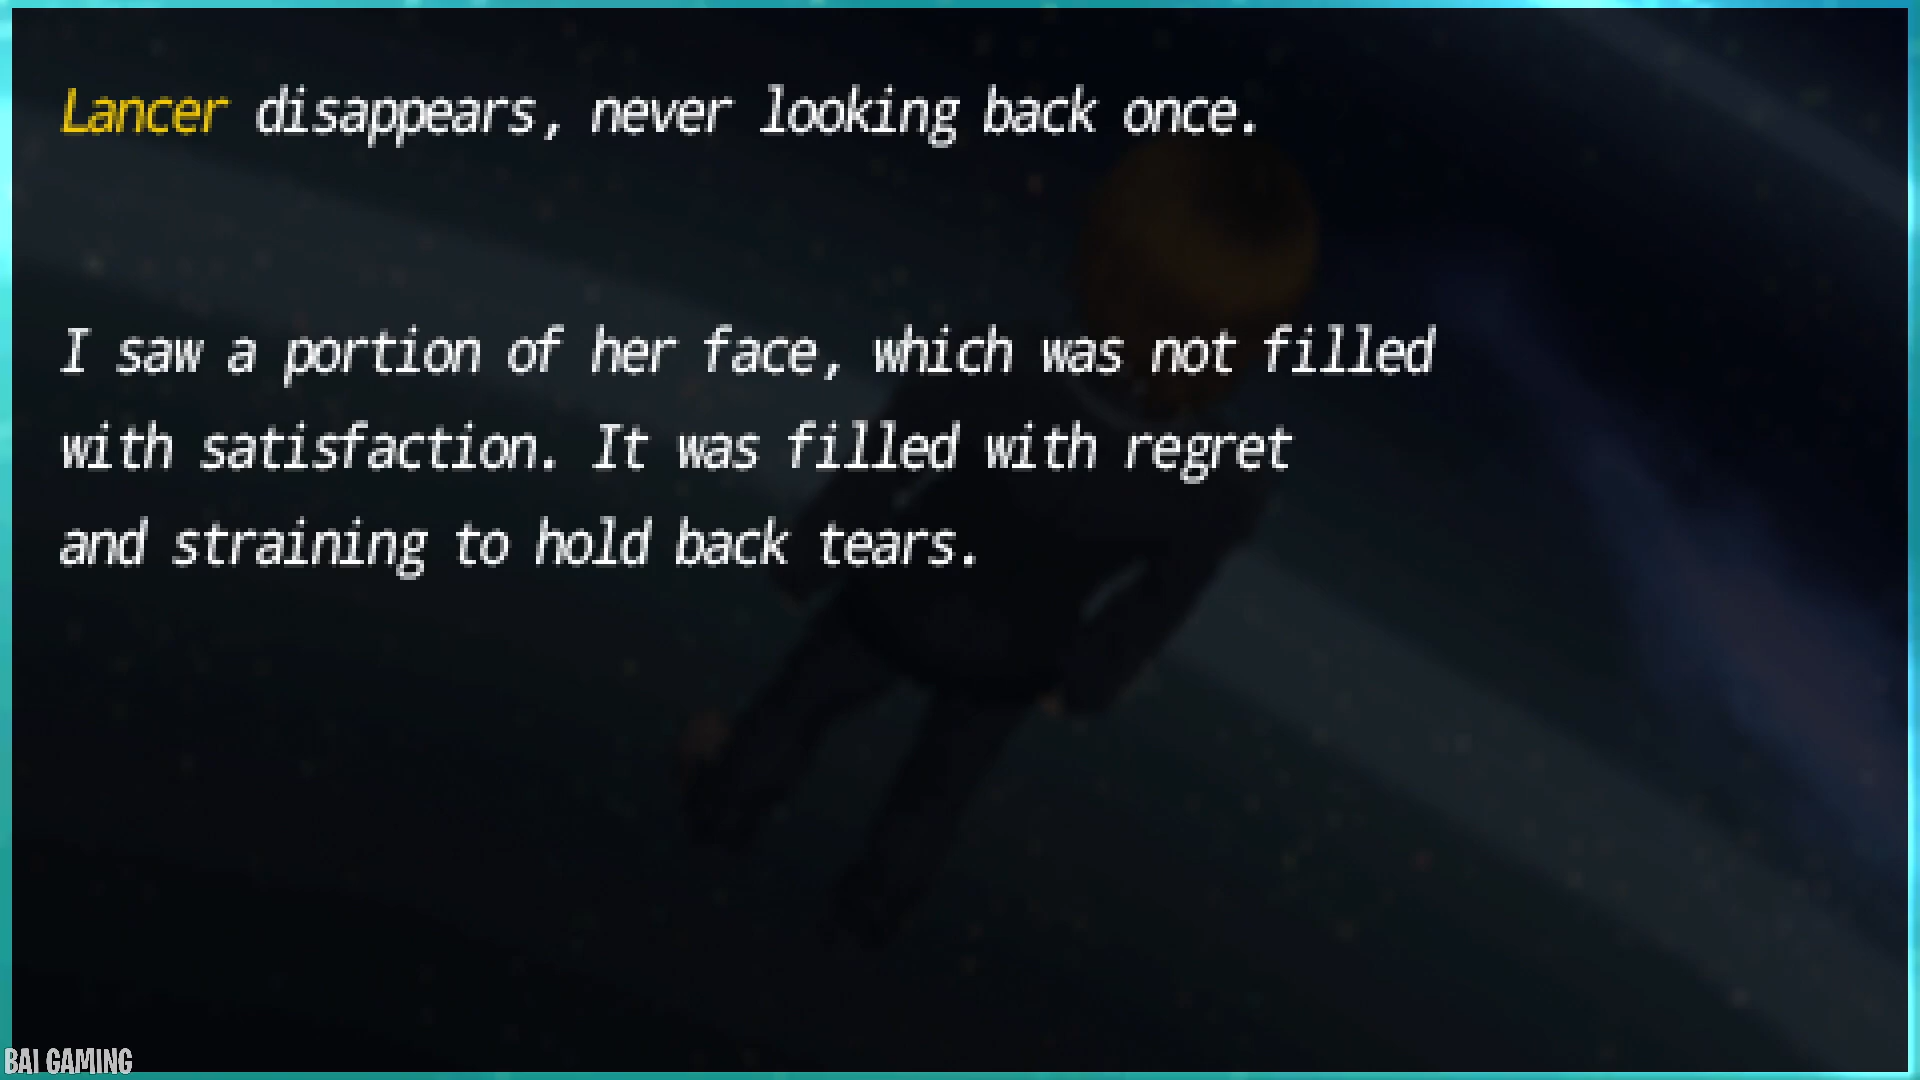 Lancer disappears, never looking back once.
I saw a portion of her face, which was not filled
with satisfaction. It was filled with regret
and straining to hold back tears.
BAI GAMING